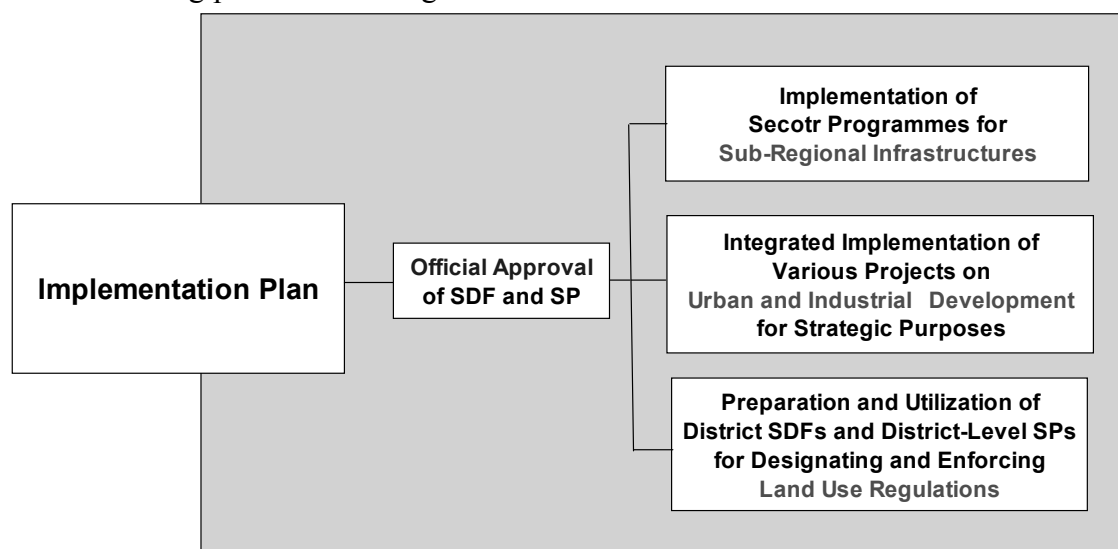 Implementation Plan
Official Approval
of SDF and SP
Implementation of
Secotr Programmes for
Sub-Regional Infrastructures
Integrated Implementation of
Various Projects on
Urban and Industrial Development
for Strategic Purposes
Preparation and Utilization of
District SDFs and District-Level SPs
for Designating and Enforcing
Land Use Regulations